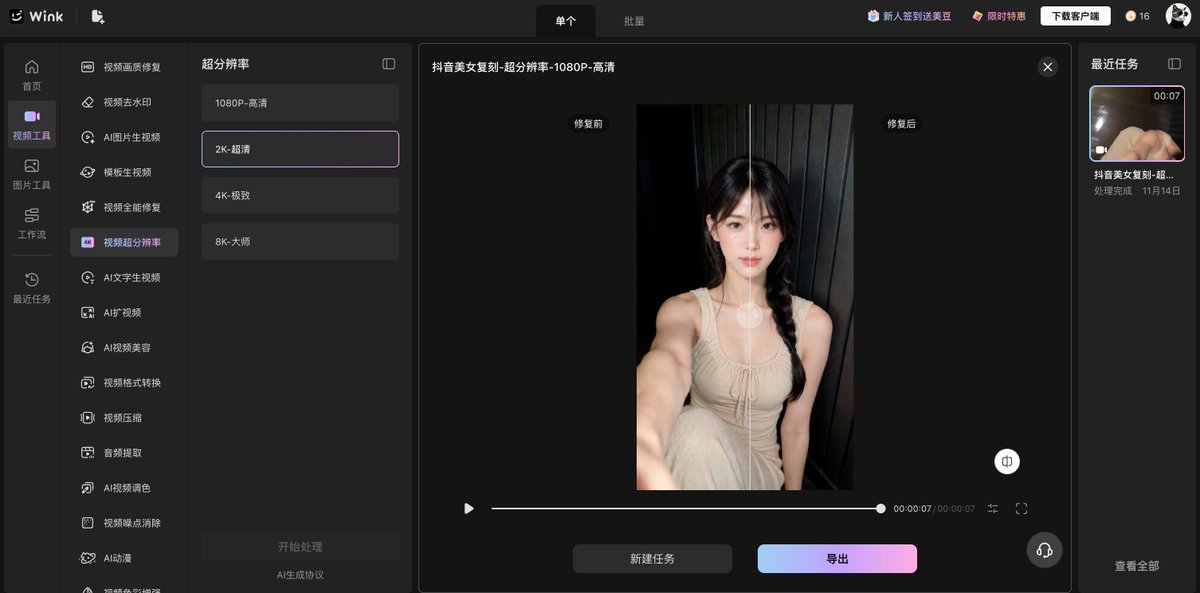 Wink
单个
批量
新人签到送美豆
限时特惠
下载客户端
16
首页
视频工具
图片工具
工作流
最近任务
HD
视频画质修复
视频去水印
AI图片生视频
模板生视频
视频全能修复
4K
视频超分辨率
AI文字生视频
AI扩视频
AI视频美容
视频格式转换
视频压缩
音频提取
AI视频调色
视频噪点消除
AI动漫
视频色彩增强
超分辨率
1080P-高清
2K-超清
4K-极致
8K-大师
开始处理
AI生成协议
抖音美女复刻-超分辨率-1080P-高清
修复前
修复后
00:00:07/00:00:07
新建任务
导出
最近任务
00:07
抖音美女复刻-超...
处理完成 11月14日
查看全部